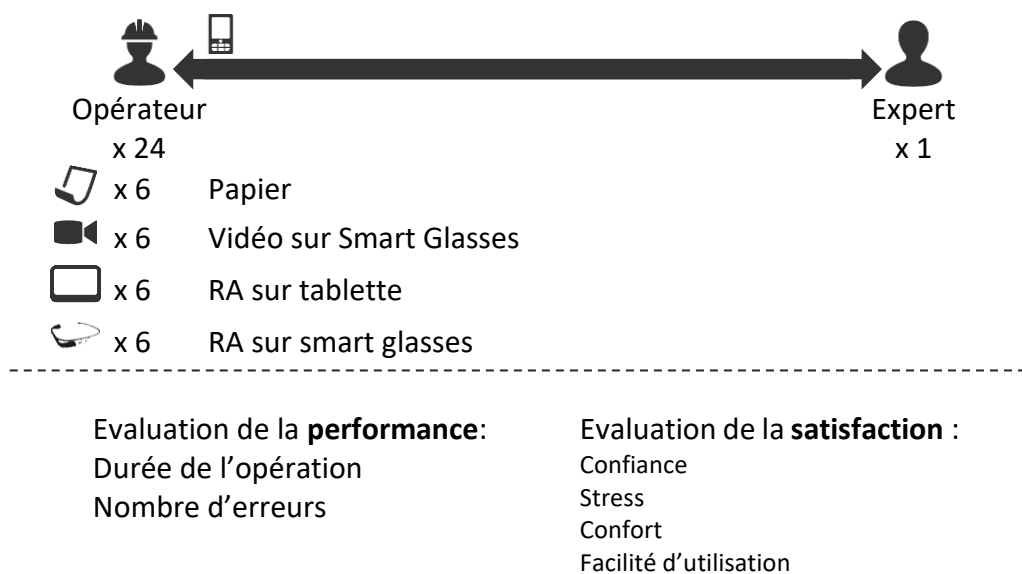 Opérateur
Expert
x 24
x 1
x 6 Papier
x 6 Vidéo sur Smart Glasses
x 6 RA sur tablette
x 6 RA sur smart glasses
Evaluation de la performance:
Durée de l'opération
Nombre d'erreurs
Evaluation de la satisfaction :
Confiance
Stress
Confort
Facilité d'utilisation